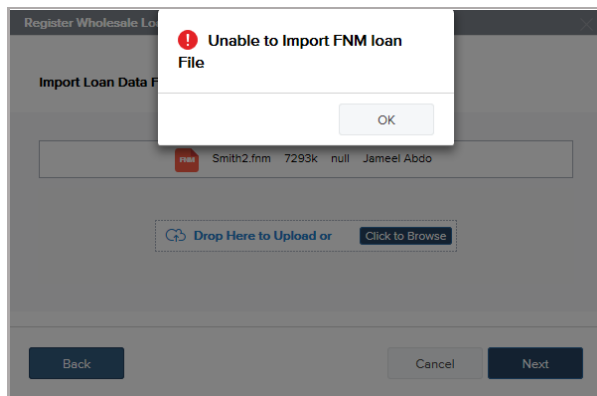 Register Wholesale Lo
Unable to Import FNM loan
File
Import Loan Data F
OK
FNM Smith2.fnm 7293k null Jameel Abdo
Drop Here to Upload or Click to Browse
Back Cancel Next